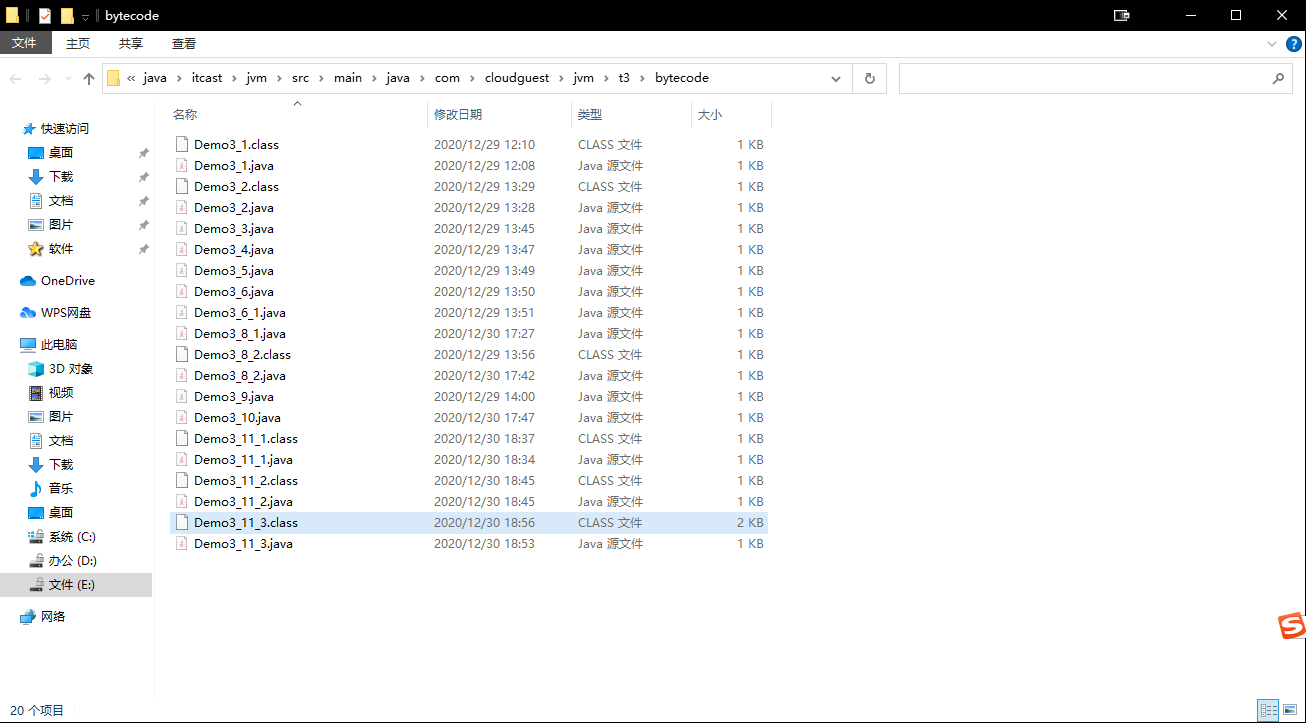 bytecode
文件 主页 共享 查看
« java › itcast › jvm › src › main › java › com › cloudguest › jvm › t3 › bytecode
名称 修改日期 类型 大小
快速访问
桌面
下载
文档
图片
软件
OneDrive
WPS网盘
此电脑
3D 对象
视频
图片
文档
下载
音乐
桌面
系统 (C:)
办公 (D:)
文件 (E:)
网络
Demo3_1.class 2020/12/29 12:10 CLASS 文件 1 KB
Demo3_1.java 2020/12/29 12:08 Java 源文件 1 KB
Demo3_2.class 2020/12/29 13:29 CLASS 文件 1 KB
Demo3_2.java 2020/12/29 13:28 Java 源文件 1 KB
Demo3_3.java 2020/12/29 13:45 Java 源文件 1 KB
Demo3_4.java 2020/12/29 13:47 Java 源文件 1 KB
Demo3_5.java 2020/12/29 13:49 Java 源文件 1 KB
Demo3_6.java 2020/12/29 13:50 Java 源文件 1 KB
Demo3_6_1.java 2020/12/29 13:51 Java 源文件 1 KB
Demo3_8_1.java 2020/12/30 17:27 Java 源文件 1 KB
Demo3_8_2.class 2020/12/29 13:56 CLASS 文件 1 KB
Demo3_8_2.java 2020/12/30 17:42 Java 源文件 1 KB
Demo3_9.java 2020/12/29 14:00 Java 源文件 1 KB
Demo3_10.java 2020/12/30 17:47 Java 源文件 1 KB
Demo3_11_1.class 2020/12/30 18:37 CLASS 文件 1 KB
Demo3_11_1.java 2020/12/30 18:34 Java 源文件 1 KB
Demo3_11_2.class 2020/12/30 18:45 CLASS 文件 1 KB
Demo3_11_2.java 2020/12/30 18:45 Java 源文件 1 KB
Demo3_11_3.class 2020/12/30 18:56 CLASS 文件 2 KB
Demo3_11_3.java 2020/12/30 18:53 Java 源文件 1 KB
20 个项目